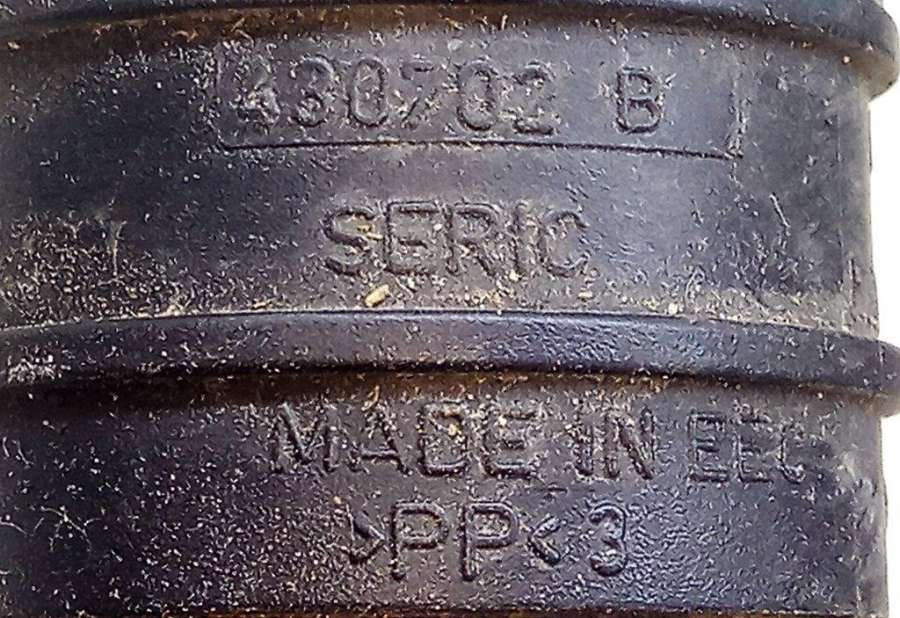 430702 B
SERIC
MADE IN EEC
>PP< 3